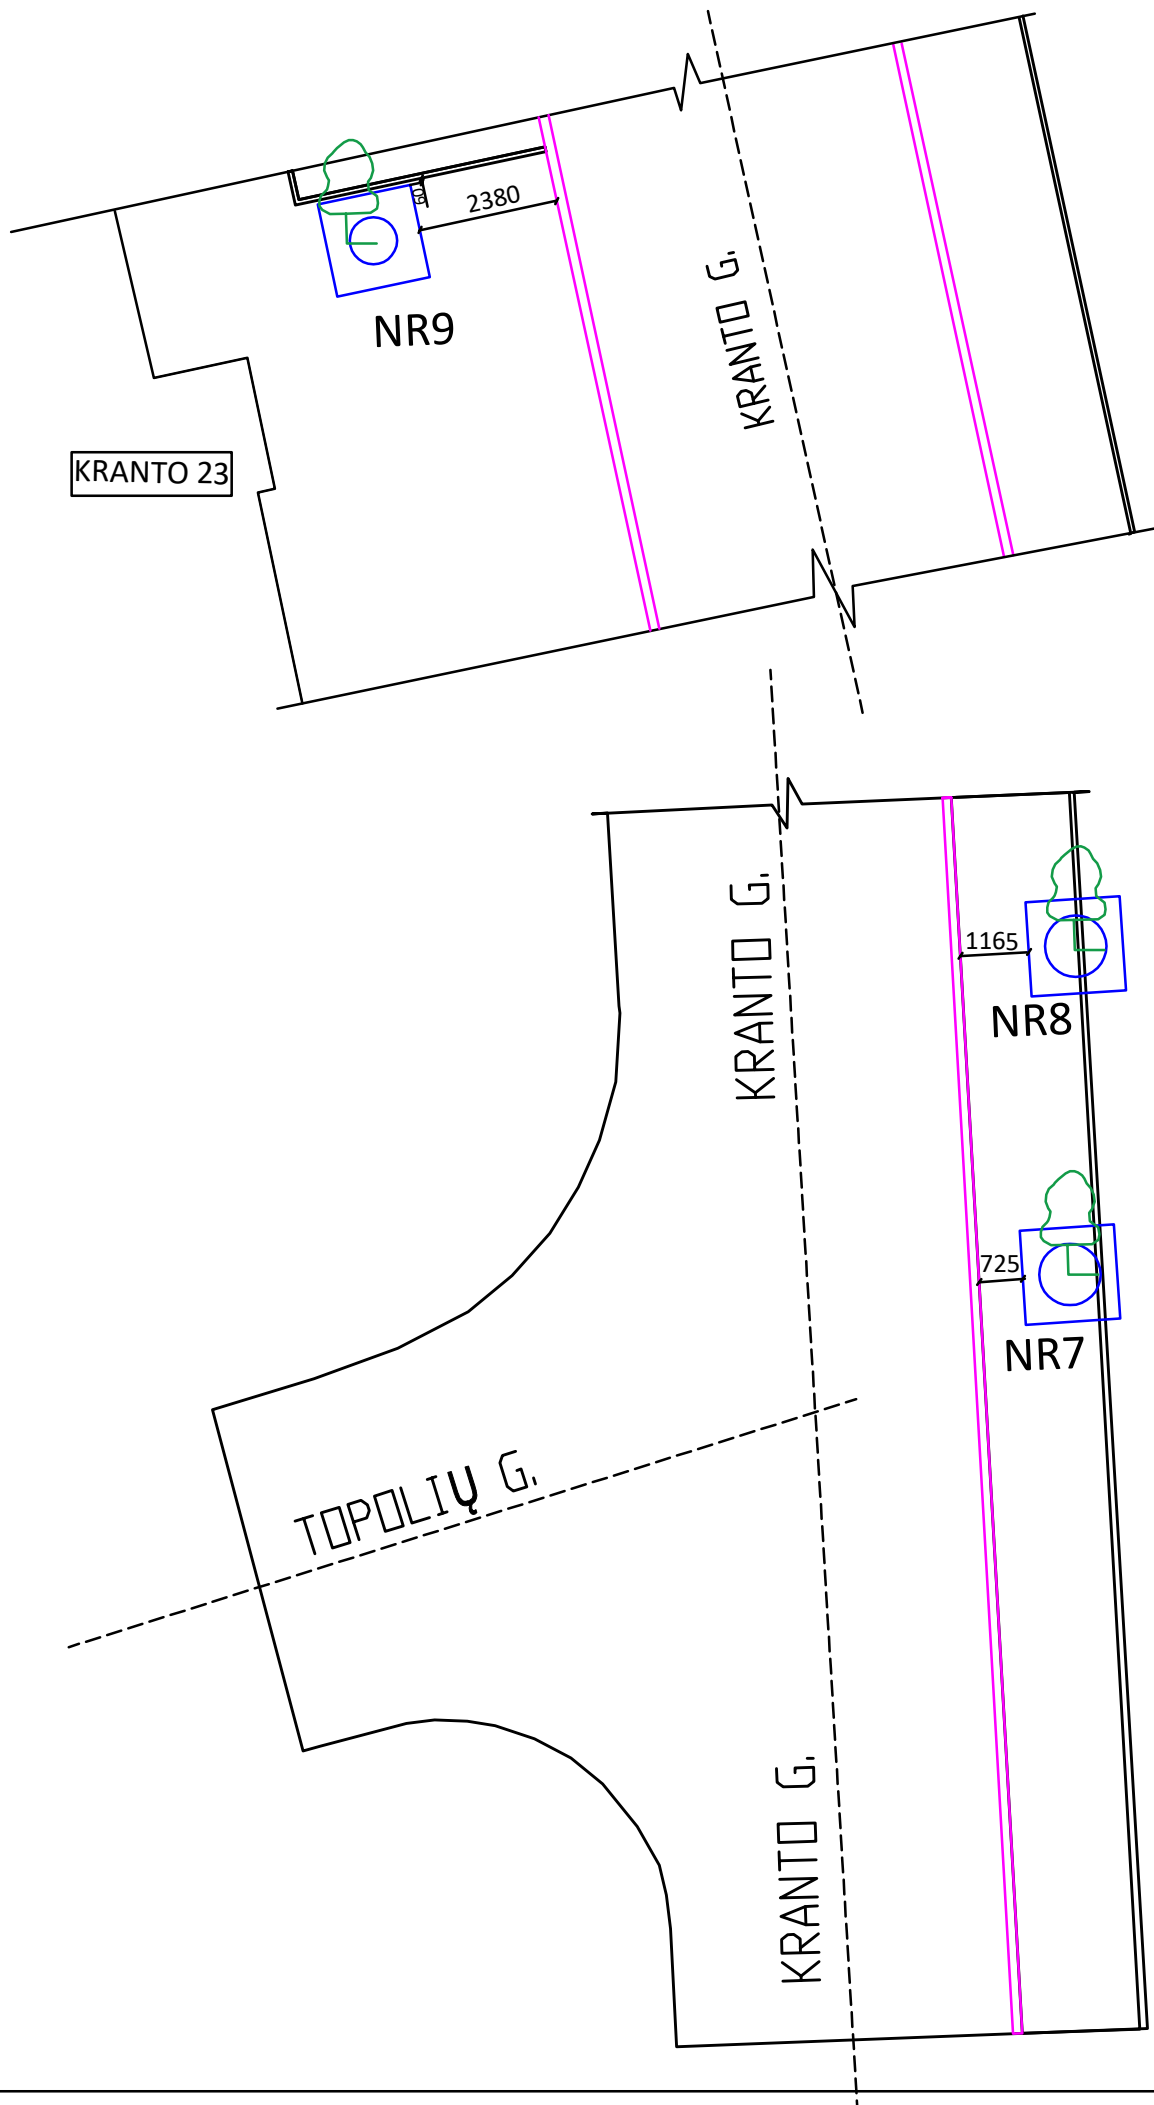 60
2380
KRANTO G.
NR9
KRANTO 23
KRANTO G.
1165
NR8
725
NR7
TOPOLIŲ G.
KRANTO G.